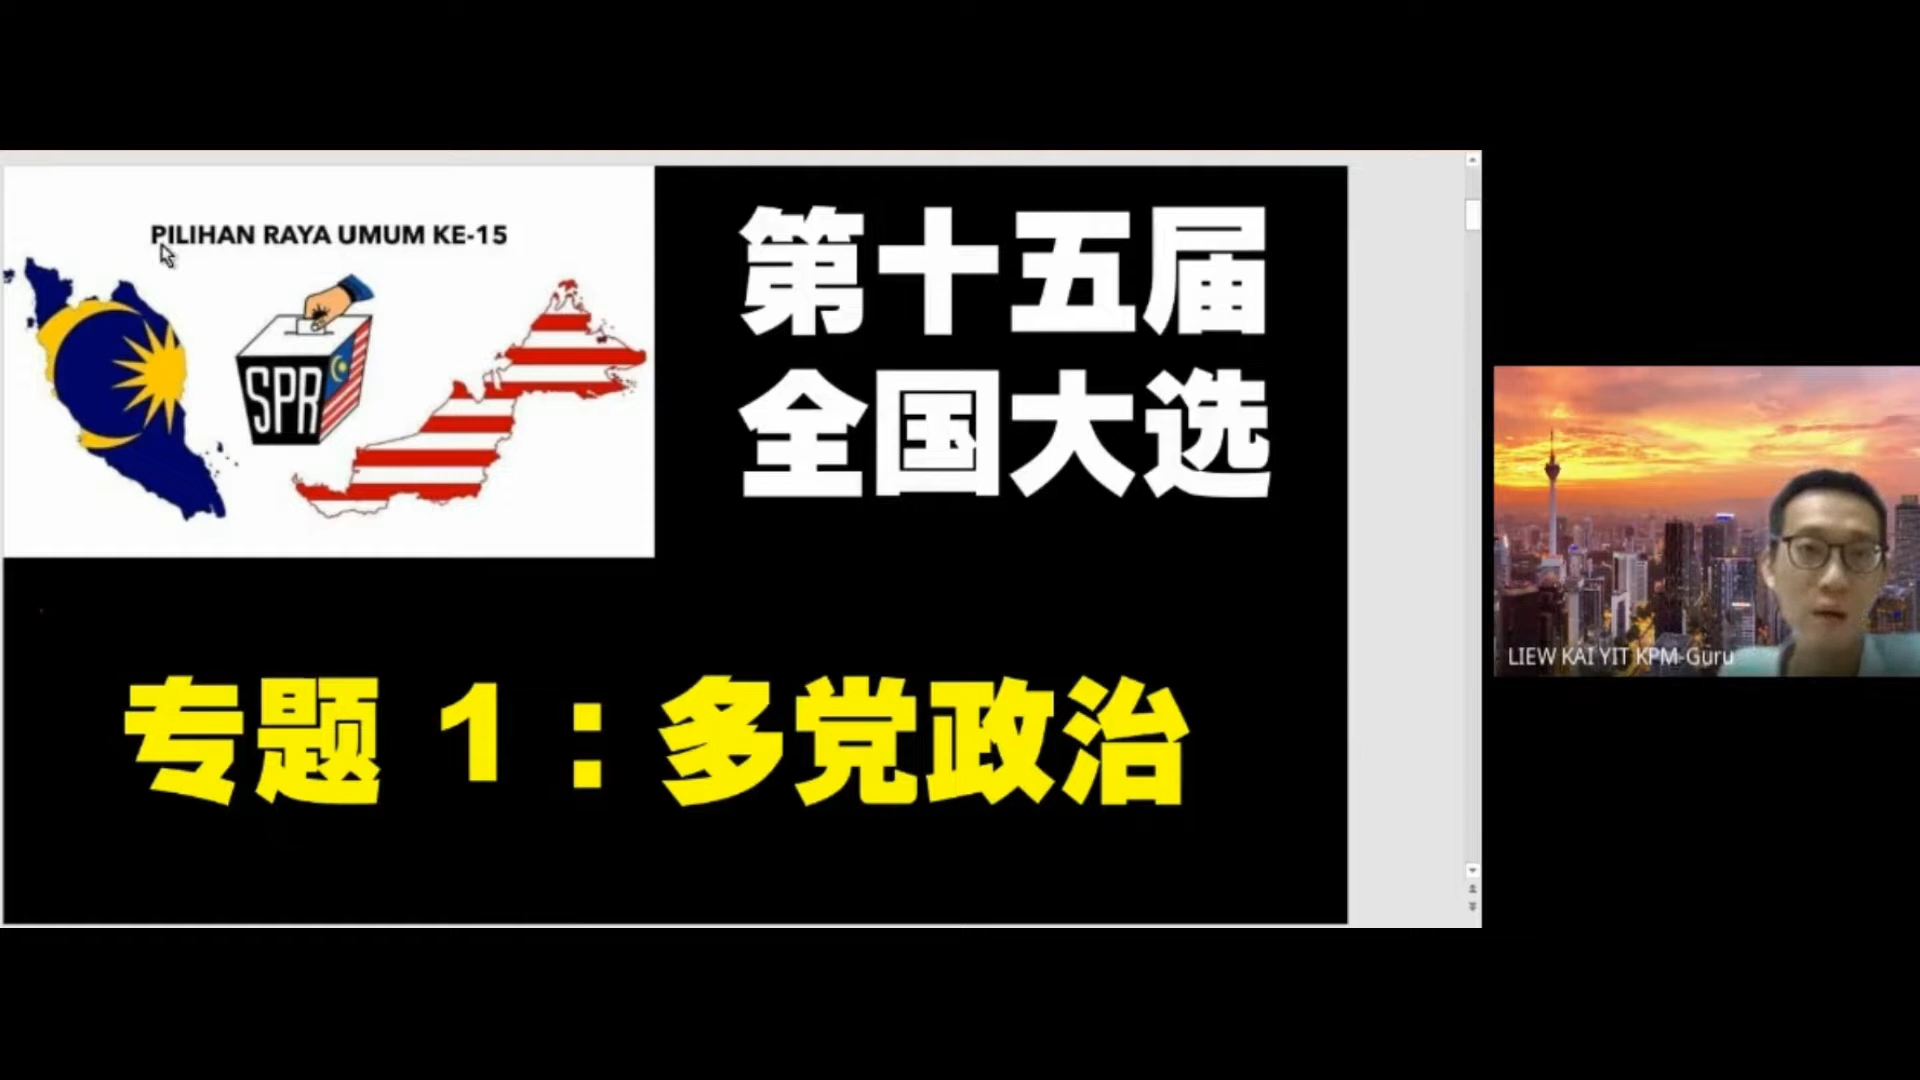 PILIHAN RAYA UMUM KE-15
SPR
第十五届
全国大选
专题 1：多党政治
LIEW KAI YIT KPM-Guru